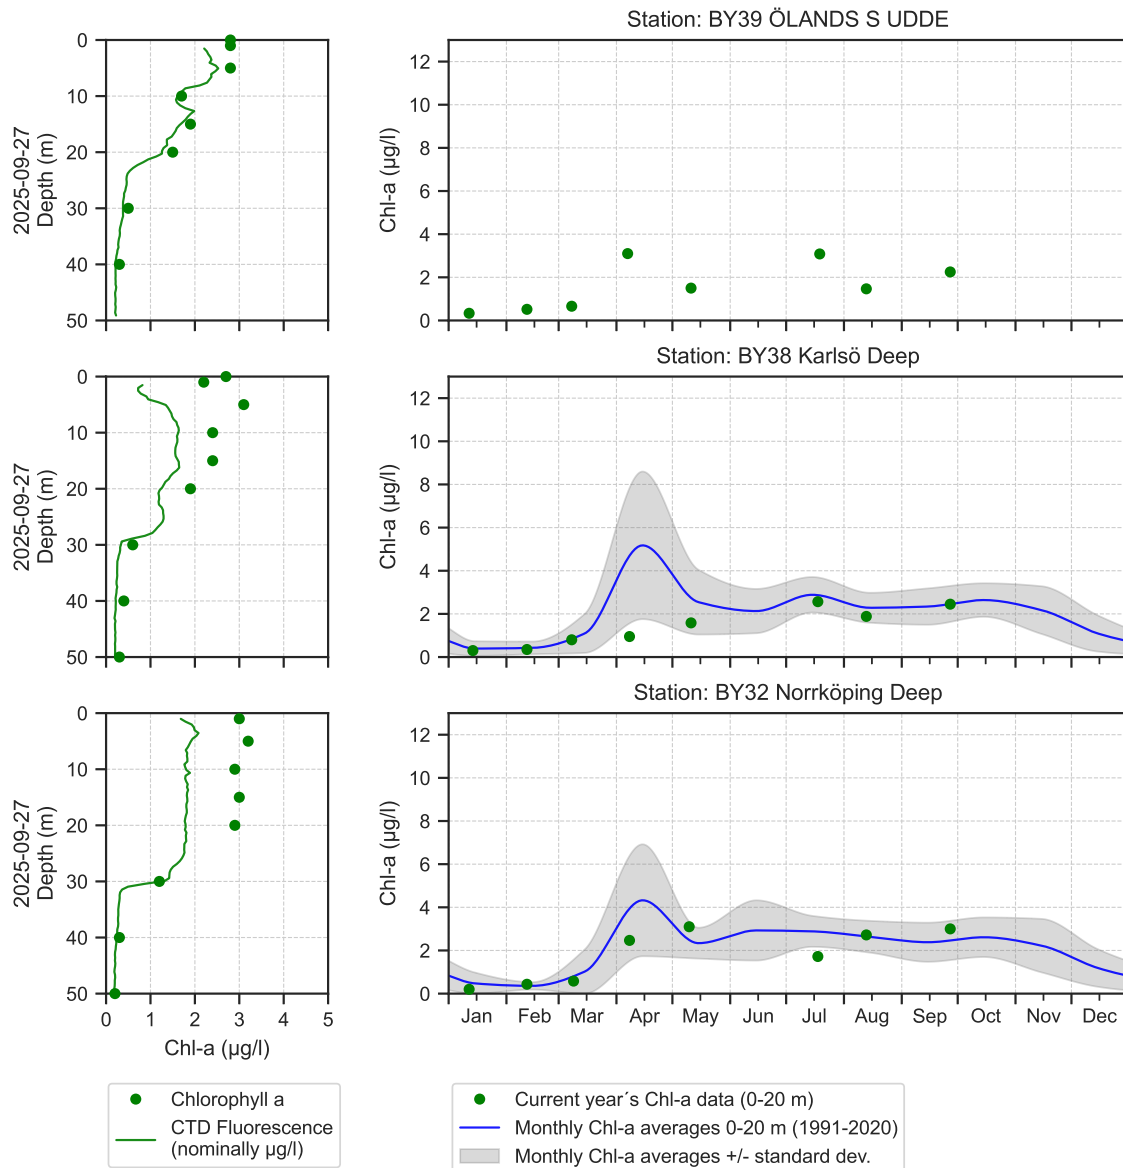 Station: BY39 ÖLANDS S UDDE
0
10
20
30
40
50
2025-09-27
Depth (m)
12
10
8
6
4
2
0
Chl-a (µg/l)
Station: BY38 Karlsö Deep
0
10
20
30
40
50
2025-09-27
Depth (m)
12
10
8
6
4
2
0
Chl-a (µg/l)
Station: BY32 Norrköping Deep
0
10
20
30
40
50
2025-09-27
Depth (m)
0 1 2 3 4 5
Chl-a (µg/l)
12
10
8
6
4
2
0
Chl-a (µg/l)
Jan Feb Mar Apr May Jun Jul Aug Sep Oct Nov Dec
Chlorophyll a
CTD Fluorescence
(nominally µg/l)
Current year´s Chl-a data (0-20 m)
Monthly Chl-a averages 0-20 m (1991-2020)
Monthly Chl-a averages +/- standard dev.